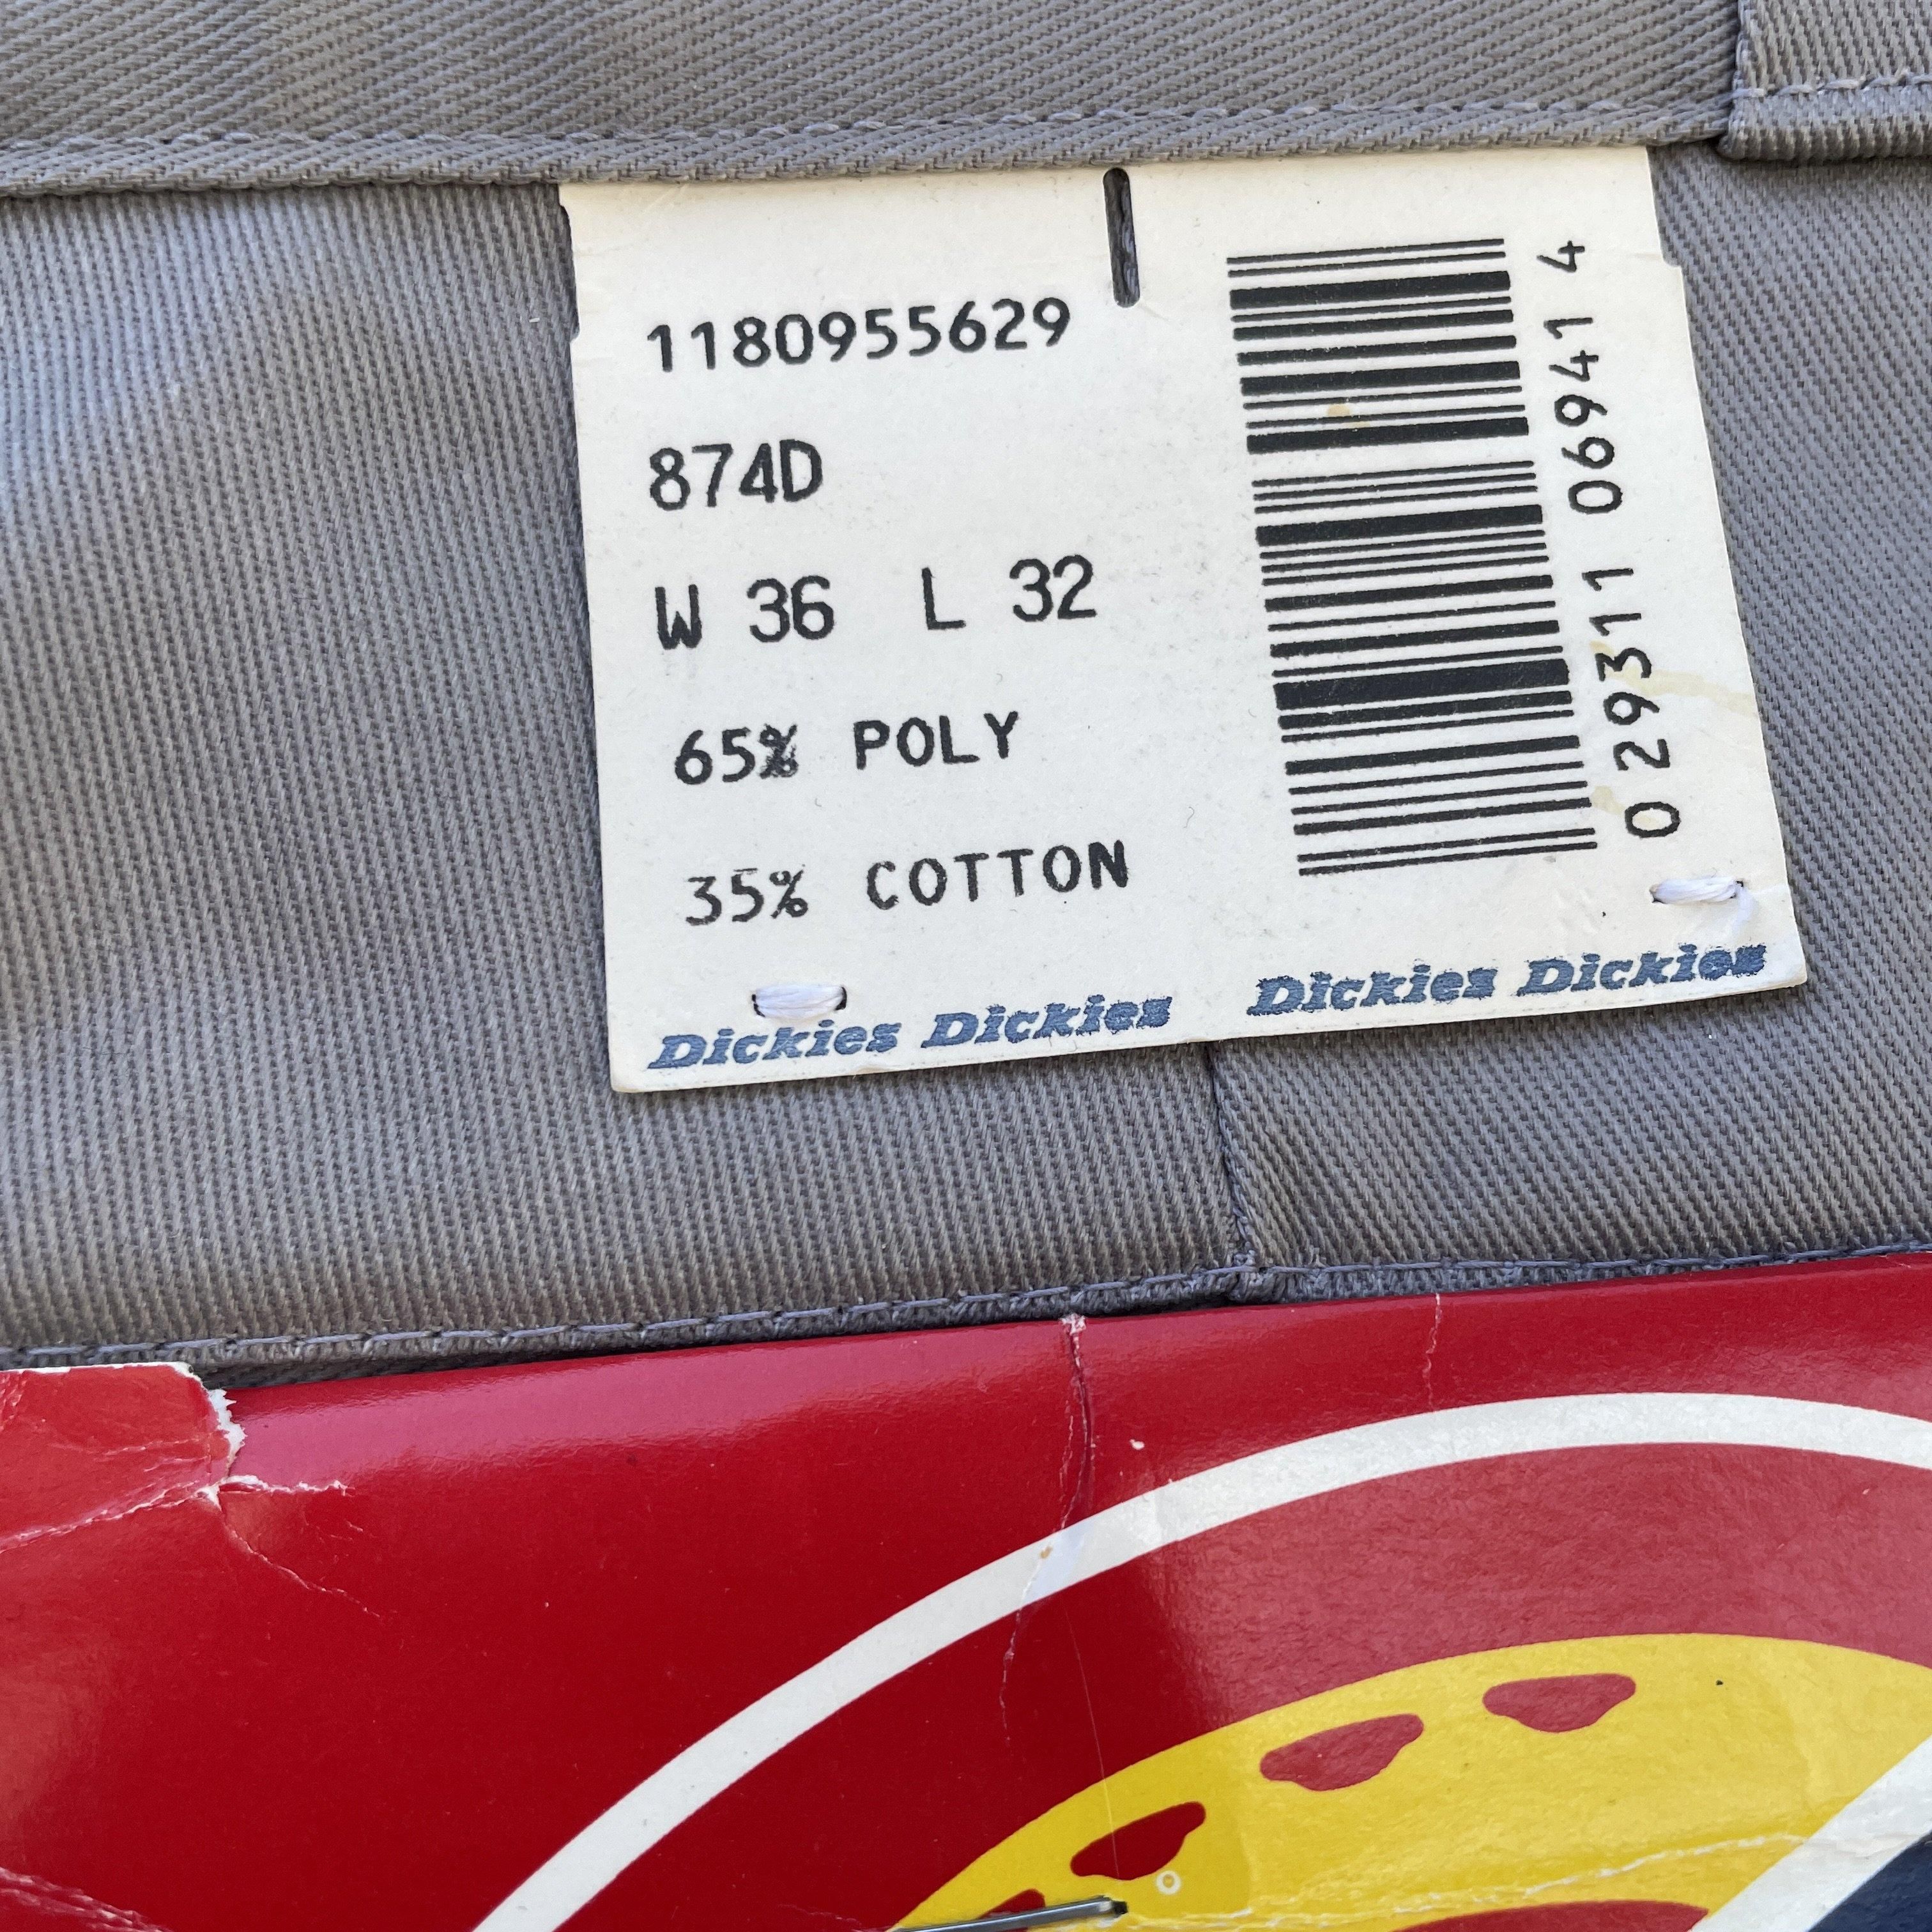 1180955629
874D
W 36 L 32
65% POLY
35% COTTON
Dickies Dickies Dickies Dickies
0 29311 06941 4